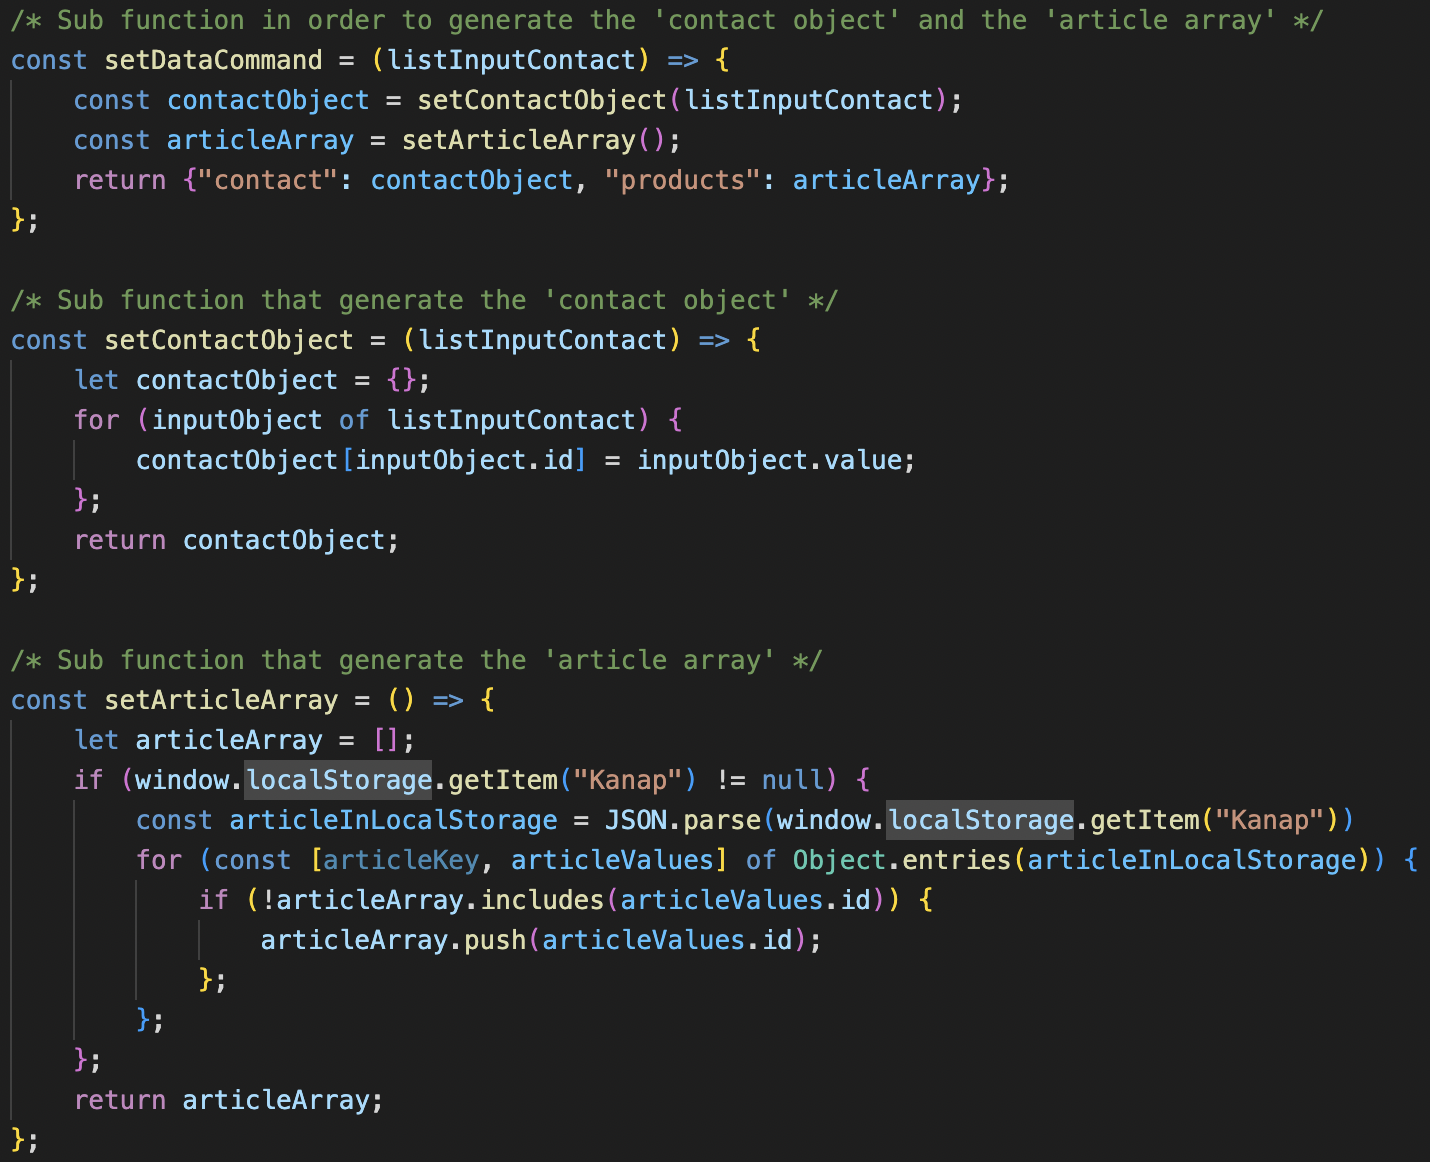 /* Sub function in order to generate the 'contact object' and the 'article array' */
const setDataCommand = (listInputContact) => {
    const contactObject = setContactObject(listInputContact);
    const articleArray = setArticleArray();
    return {"contact": contactObject, "products": articleArray};
};

/* Sub function that generate the 'contact object' */
const setContactObject = (listInputContact) => {
    let contactObject = {};
    for (inputObject of listInputContact) {
        contactObject[inputObject.id] = inputObject.value;
    };
    return contactObject;
};

/* Sub function that generate the 'article array' */
const setArticleArray = () => {
    let articleArray = [];
    if (window.localStorage.getItem("Kanap") != null) {
        const articleInLocalStorage = JSON.parse(window.localStorage.getItem("Kanap"))
        for (const [articleKey, articleValues] of Object.entries(articleInLocalStorage)) {
            if (!articleArray.includes(articleValues.id)) {
                articleArray.push(articleValues.id);
            };
        };
    };
    return articleArray;
};